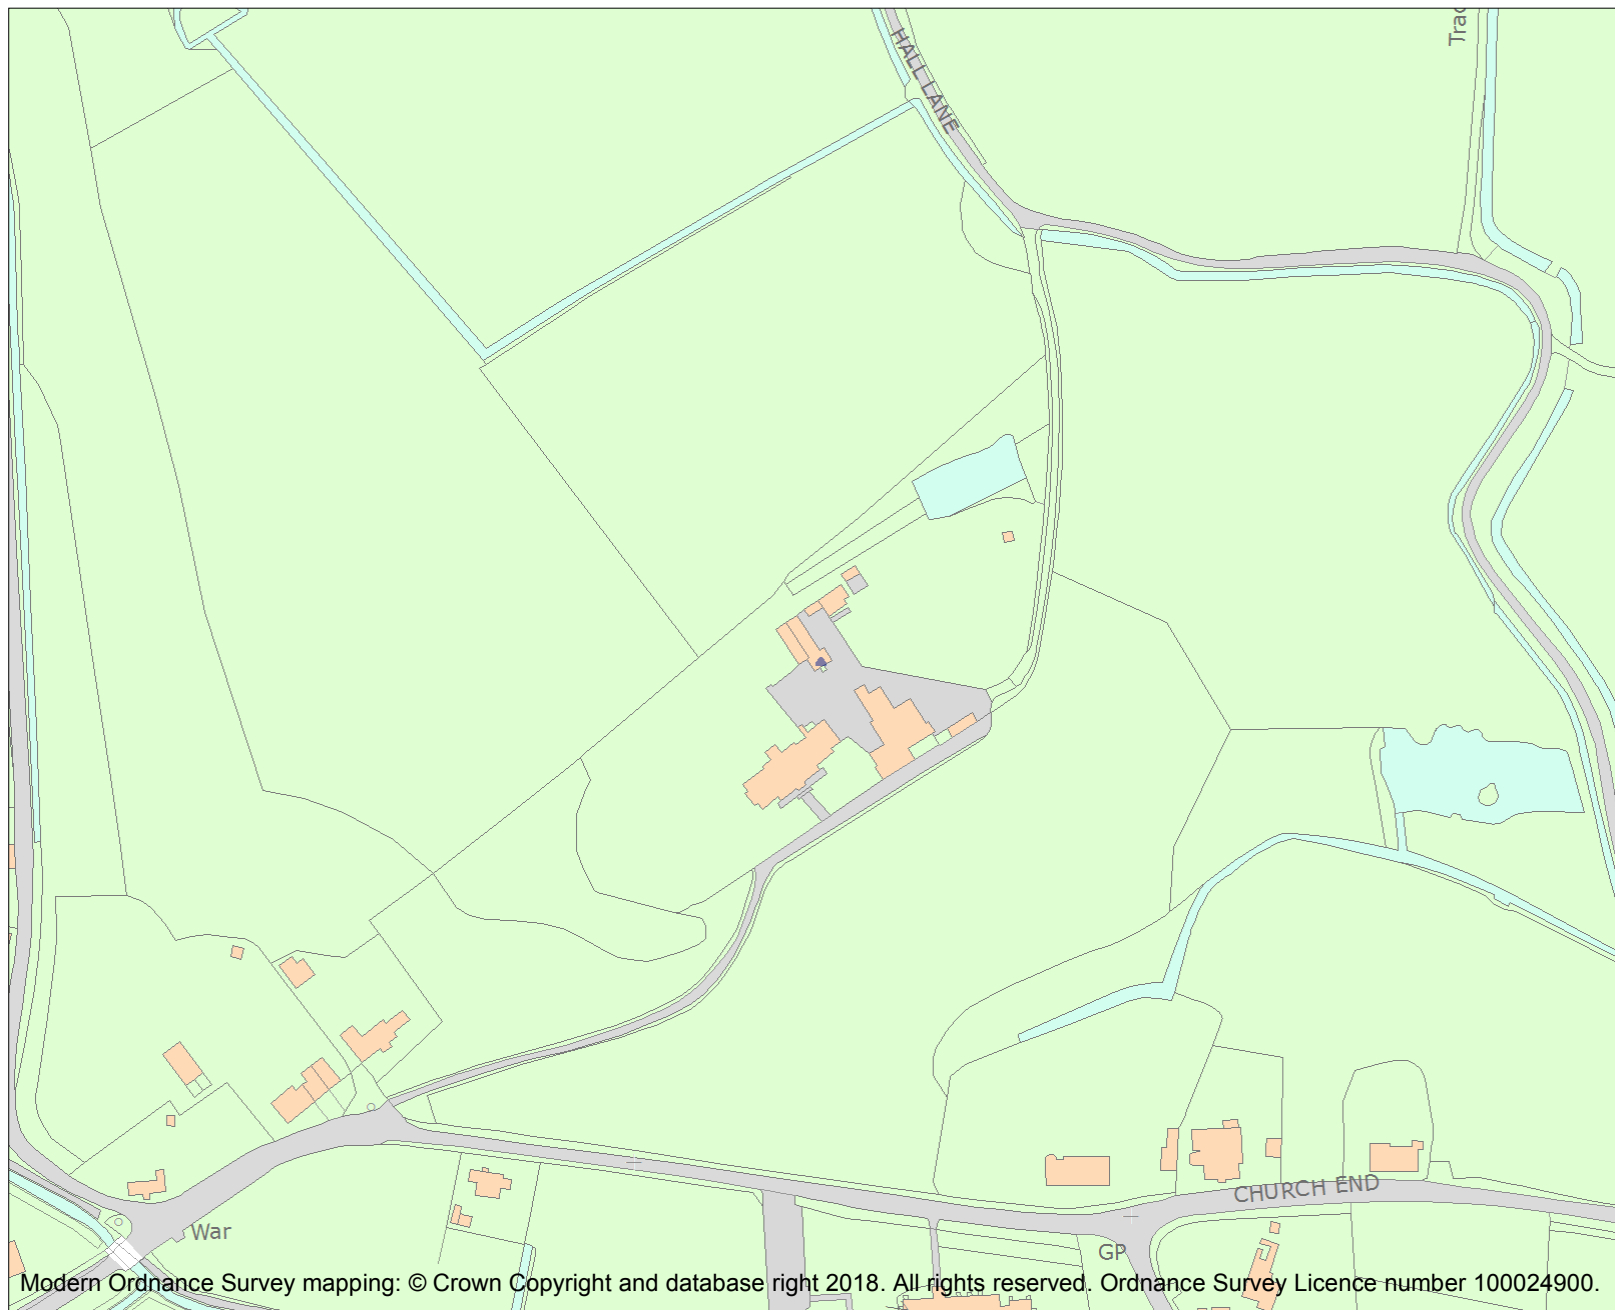 HALL LANE
Trac
CHURCH END
War
GP
Modern Ordnance Survey mapping: © Crown Copyright and database right 2018. All rights reserved. Ordnance Survey Licence number 100024900.